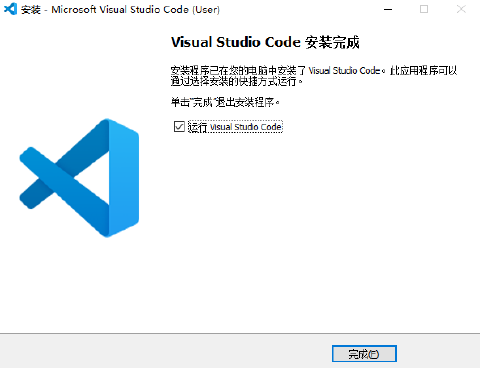 安装 - Microsoft Visual Studio Code (User)
Visual Studio Code 安装完成
安装程序已在您的电脑中安装了 Visual Studio Code。此应用程序可以
通过选择安装的快捷方式运行。
单击"完成"退出安装程序。
运行 Visual Studio Code
完成(F)